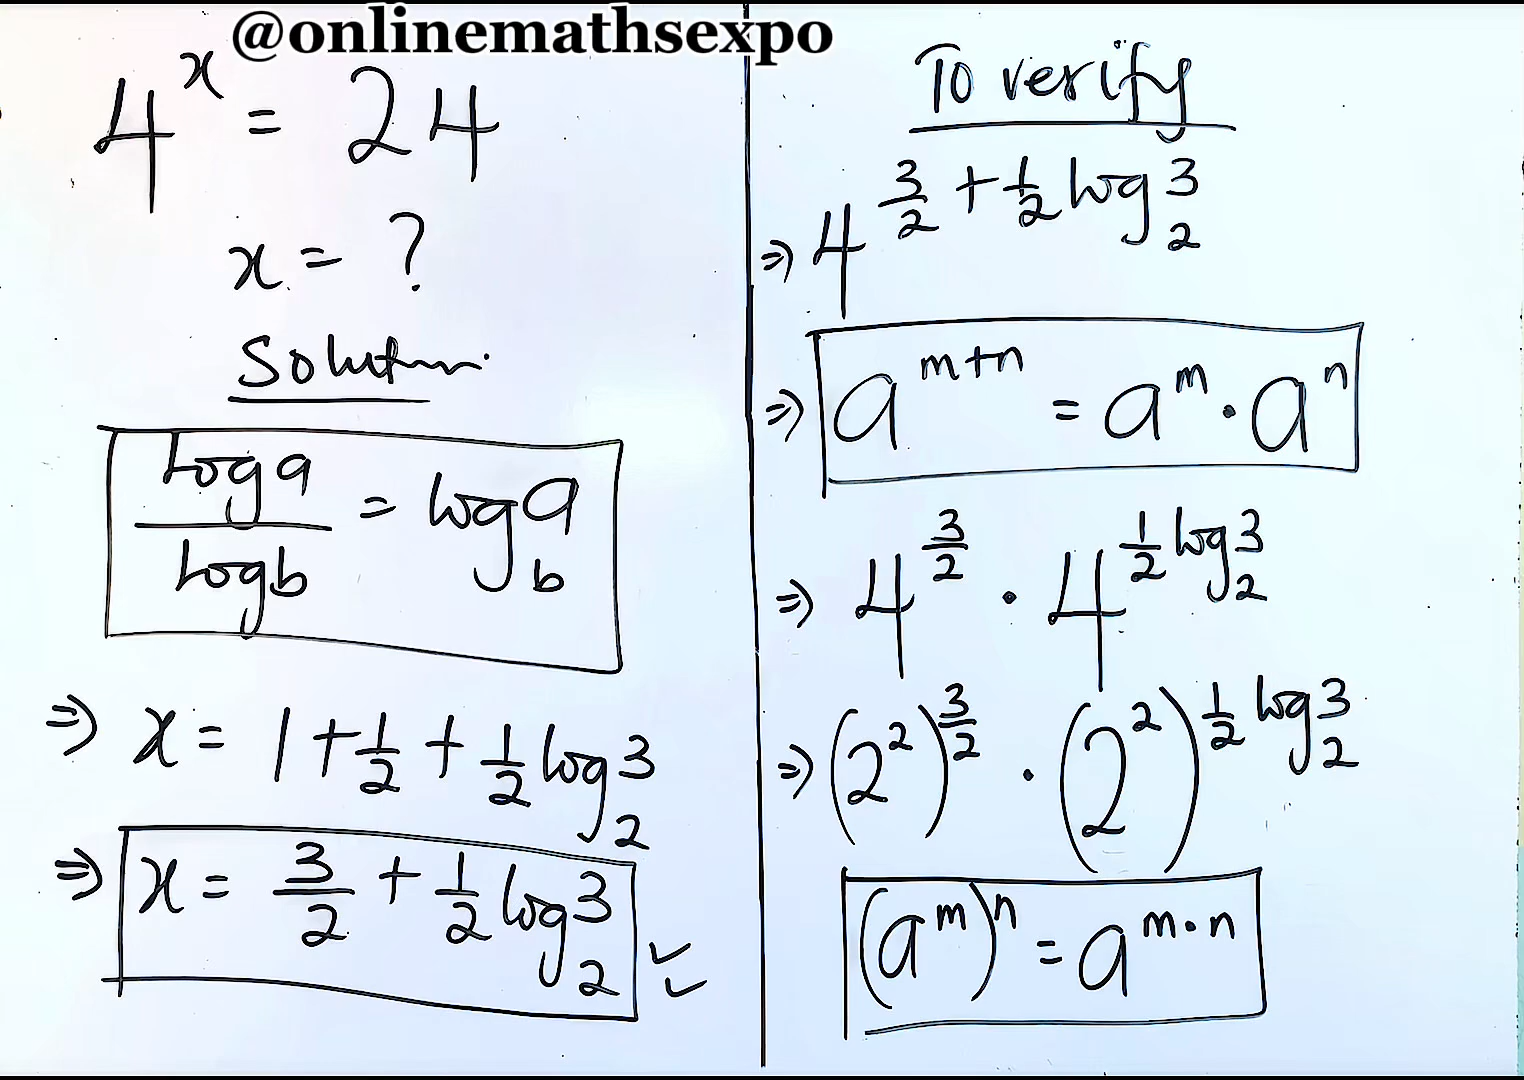 @onlinemathsexpo
4^x = 24
x = ?
Solution
Log a / Log b = log_b a
⇒ x = 1 + 1/2 + 1/2 log_2 3
⇒ x = 3/2 + 1/2 log_2 3
To verify
⇒ 4^(3/2 + 1/2 log_2 3)
⇒ a^(m+n) = a^m · a^n
⇒ 4^(3/2) · 4^(1/2 log_2 3)
⇒ (2^2)^(3/2) · (2^2)^(1/2 log_2 3)
(a^m)^n = a^(m·n)